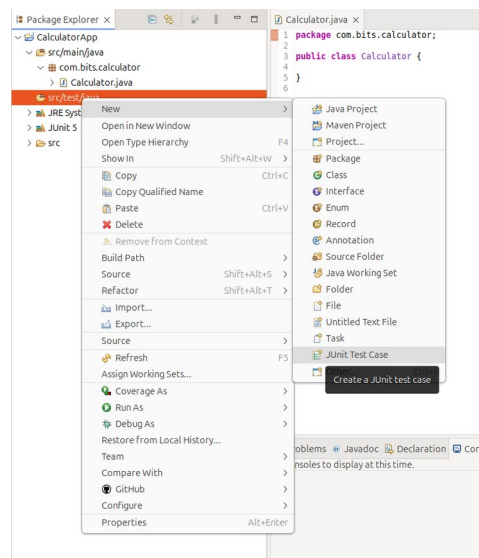 Package Explorer ×
CalculatorApp
src/main/java
com.bits.calculator
Calculator.java
src/test/java
JRE Syst
JUnit 5
src
Calculator.java ×
1 package com.bits.calculator;
2
3 public class Calculator {
4
5 }
6
New
Open in New Window
Open Type Hierarchy F4
Show In Shift+Alt+W
Copy Ctrl+C
Copy Qualified Name
Paste Ctrl+V
Delete
Remove from Context
Build Path
Source Shift+Alt+S
Refactor Shift+Alt+T
Import...
Export...
Source
Refresh F5
Assign Working Sets...
Coverage As
Run As
Debug As
Restore from Local History...
Team
Compare With
GitHub
Configure
Properties Alt+Enter
Java Project
Maven Project
Project...
Package
Class
Interface
Enum
Record
Annotation
Source Folder
Java Working Set
Folder
File
Untitled Text File
Task
JUnit Test Case
Create a JUnit test case
oblems Javadoc Declaration Con
nsoles to display at this time.